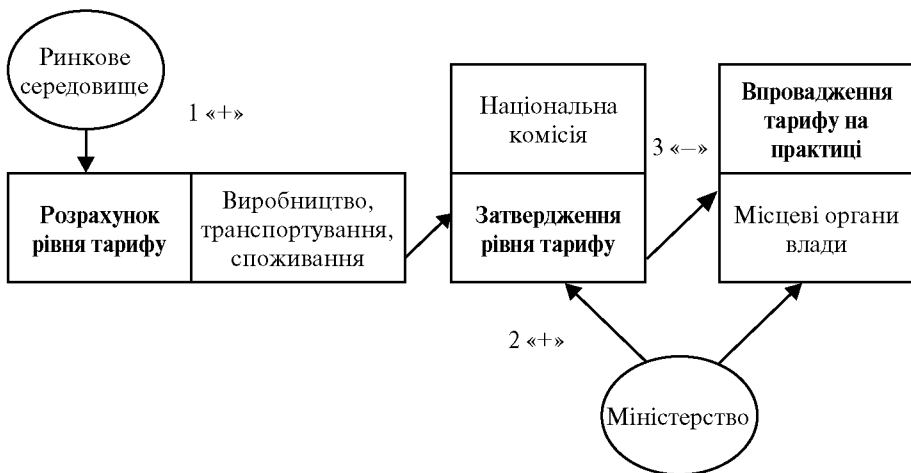 Ринкове
середовище
1 «+»
Розрахунок
рівня тарифу
Виробництво,
транспортування,
споживання
Національна
комісія
Затвердження
рівня тарифу
3 «–»
Впровадження
тарифу на
практиці
Місцеві органи
влади
2 «+»
Міністерство